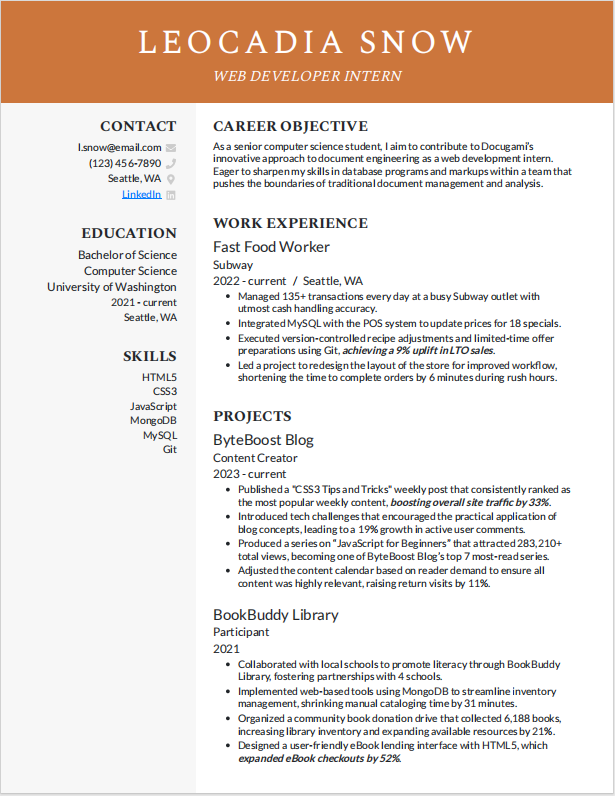 LEOCADIA SNOW
WEB DEVELOPER INTERN
CONTACT
l.snow@email.com
(123) 456-7890
Seattle, WA
LinkedIn
EDUCATION
Bachelor of Science
Computer Science
University of Washington
2021 - current
Seattle, WA
SKILLS
HTML5
CSS3
JavaScript
MongoDB
MySQL
Git
CAREER OBJECTIVE
As a senior computer science student, I aim to contribute to Docugami's
innovative approach to document engineering as a web development intern.
Eager to sharpen my skills in database programs and markups within a team that
pushes the boundaries of traditional document management and analysis.
WORK EXPERIENCE
Fast Food Worker
Subway
2022 - current / Seattle, WA
• Managed 135+ transactions every day at a busy Subway outlet with
utmost cash handling accuracy.
• Integrated MySQL with the POS system to update prices for 18 specials.
• Executed version-controlled recipe adjustments and limited-time offer
preparations using Git, achieving a 9% uplift in LTO sales.
• Led a project to redesign the layout of the store for improved workflow,
shortening the time to complete orders by 6 minutes during rush hours.
PROJECTS
ByteBoost Blog
Content Creator
2023 - current
• Published a "CSS3 Tips and Tricks" weekly post that consistently ranked as
the most popular weekly content, boosting overall site traffic by 33%.
• Introduced tech challenges that encouraged the practical application of
blog concepts, leading to a 19% growth in active user comments.
• Produced a series on "JavaScript for Beginners" that attracted 283,210+
total views, becoming one of ByteBoost Blog's top 7 most-read series.
• Adjusted the content calendar based on reader demand to ensure all
content was highly relevant, raising return visits by 11%.
BookBuddy Library
Participant
2021
• Collaborated with local schools to promote literacy through BookBuddy
Library, fostering partnerships with 4 schools.
• Implemented web-based tools using MongoDB to streamline inventory
management, shrinking manual cataloging time by 31 minutes.
• Organized a community book donation drive that collected 6,188 books,
increasing library inventory and expanding available resources by 21%.
• Designed a user-friendly eBook lending interface with HTML5, which
expanded eBook checkouts by 52%.